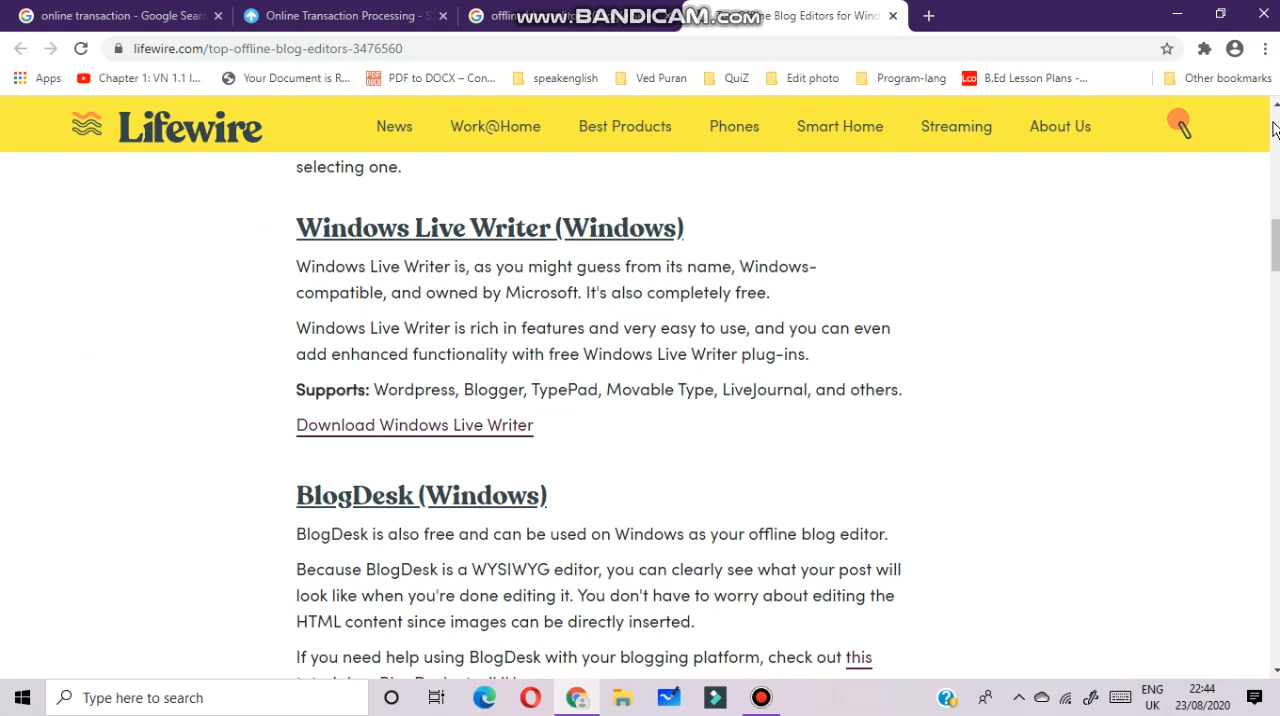 online transaction - Google Searc
Online Transaction Processing - S
offlin
www.BANDICAM.com
Offline Blog Editors for Wind
lifewire.com/top-offline-blog-editors-3476560
Apps
Chapter 1: VN 1.1 I...
Your Document is R...
PDF to DOCX – Con...
speakenglish
Ved Puran
QuiZ
Edit photo
Program-lang
Lco
B.Ed Lesson Plans -...
Other bookmarks
Lifewire
News
Work@Home
Best Products
Phones
Smart Home
Streaming
About Us
selecting one.
Windows Live Writer (Windows)
Windows Live Writer is, as you might guess from its name, Windows-
compatible, and owned by Microsoft. It's also completely free.
Windows Live Writer is rich in features and very easy to use, and you can even
add enhanced functionality with free Windows Live Writer plug-ins.
Supports: Wordpress, Blogger, TypePad, Movable Type, LiveJournal, and others.
Download Windows Live Writer
BlogDesk (Windows)
BlogDesk is also free and can be used on Windows as your offline blog editor.
Because BlogDesk is a WYSIWYG editor, you can clearly see what your post will
look like when you're done editing it. You don't have to worry about editing the
HTML content since images can be directly inserted.
If you need help using BlogDesk with your blogging platform, check out this
Type here to search
ENG
UK
22:44
23/08/2020